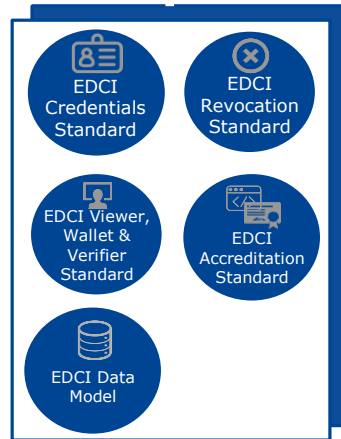 EDCI
Credentials
Standard
EDCI
Revocation
Standard
EDCI Viewer,
Wallet &
Verifier
Standard
EDCI
Accreditation
Standard
EDCI Data
Model